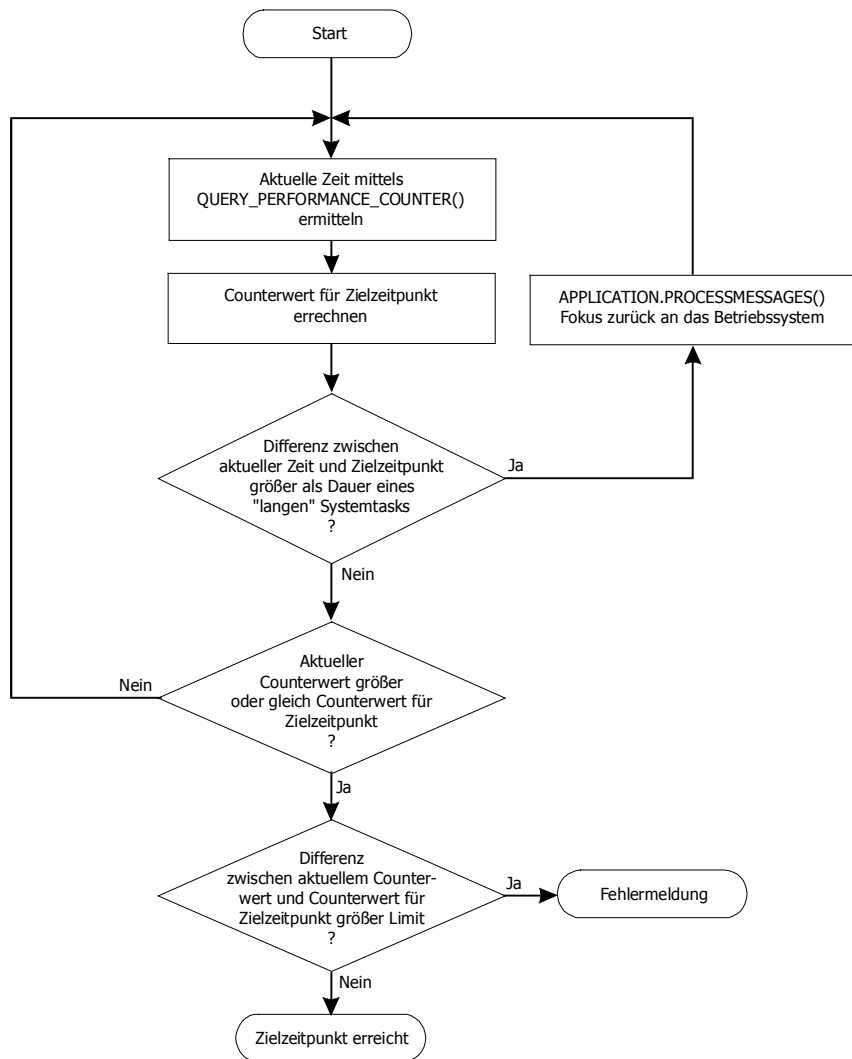 Start
Aktuelle Zeit mittels
QUERY_PERFORMANCE_COUNTER()
ermitteln
Counterwert für Zielzeitpunkt
errechnen
APPLICATION.PROCESSMESSAGES()
Fokus zurück an das Betriebssystem
Differenz zwischen
aktueller Zeit und Zielzeitpunkt
größer als Dauer eines
"langen" Systemtasks
?
Ja
Nein
Aktueller
Counterwert größer
oder gleich Counterwert für
Zielzeitpunkt
?
Nein
Ja
Differenz
zwischen aktuellem Counter-
wert und Counterwert für
Zielzeitpunkt größer Limit
?
Ja
Fehlermeldung
Nein
Zielzeitpunkt erreicht